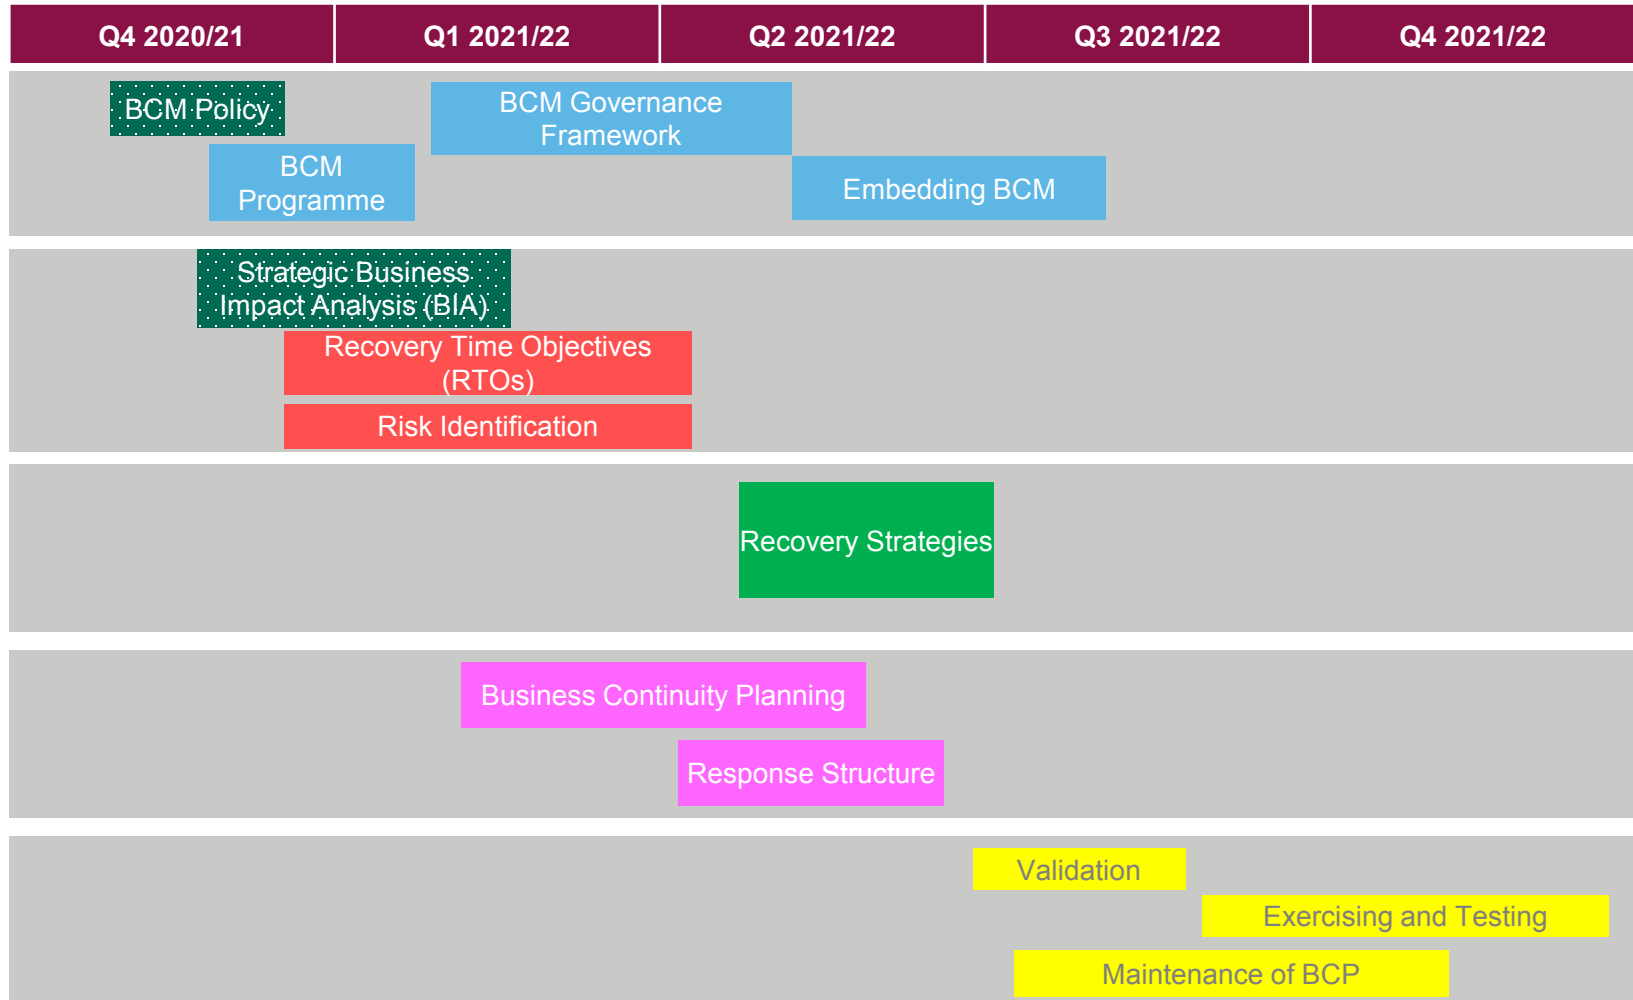 Q4 2020/21
Q1 2021/22
Q2 2021/22
Q3 2021/22
Q4 2021/22
BCM Policy
BCM Governance
Framework
BCM
Programme
Embedding BCM
Strategic Business
Impact Analysis (BIA)
Recovery Time Objectives
(RTOs)
Risk Identification
Recovery Strategies
Business Continuity Planning
Response Structure
Validation
Exercising and Testing
Maintenance of BCP